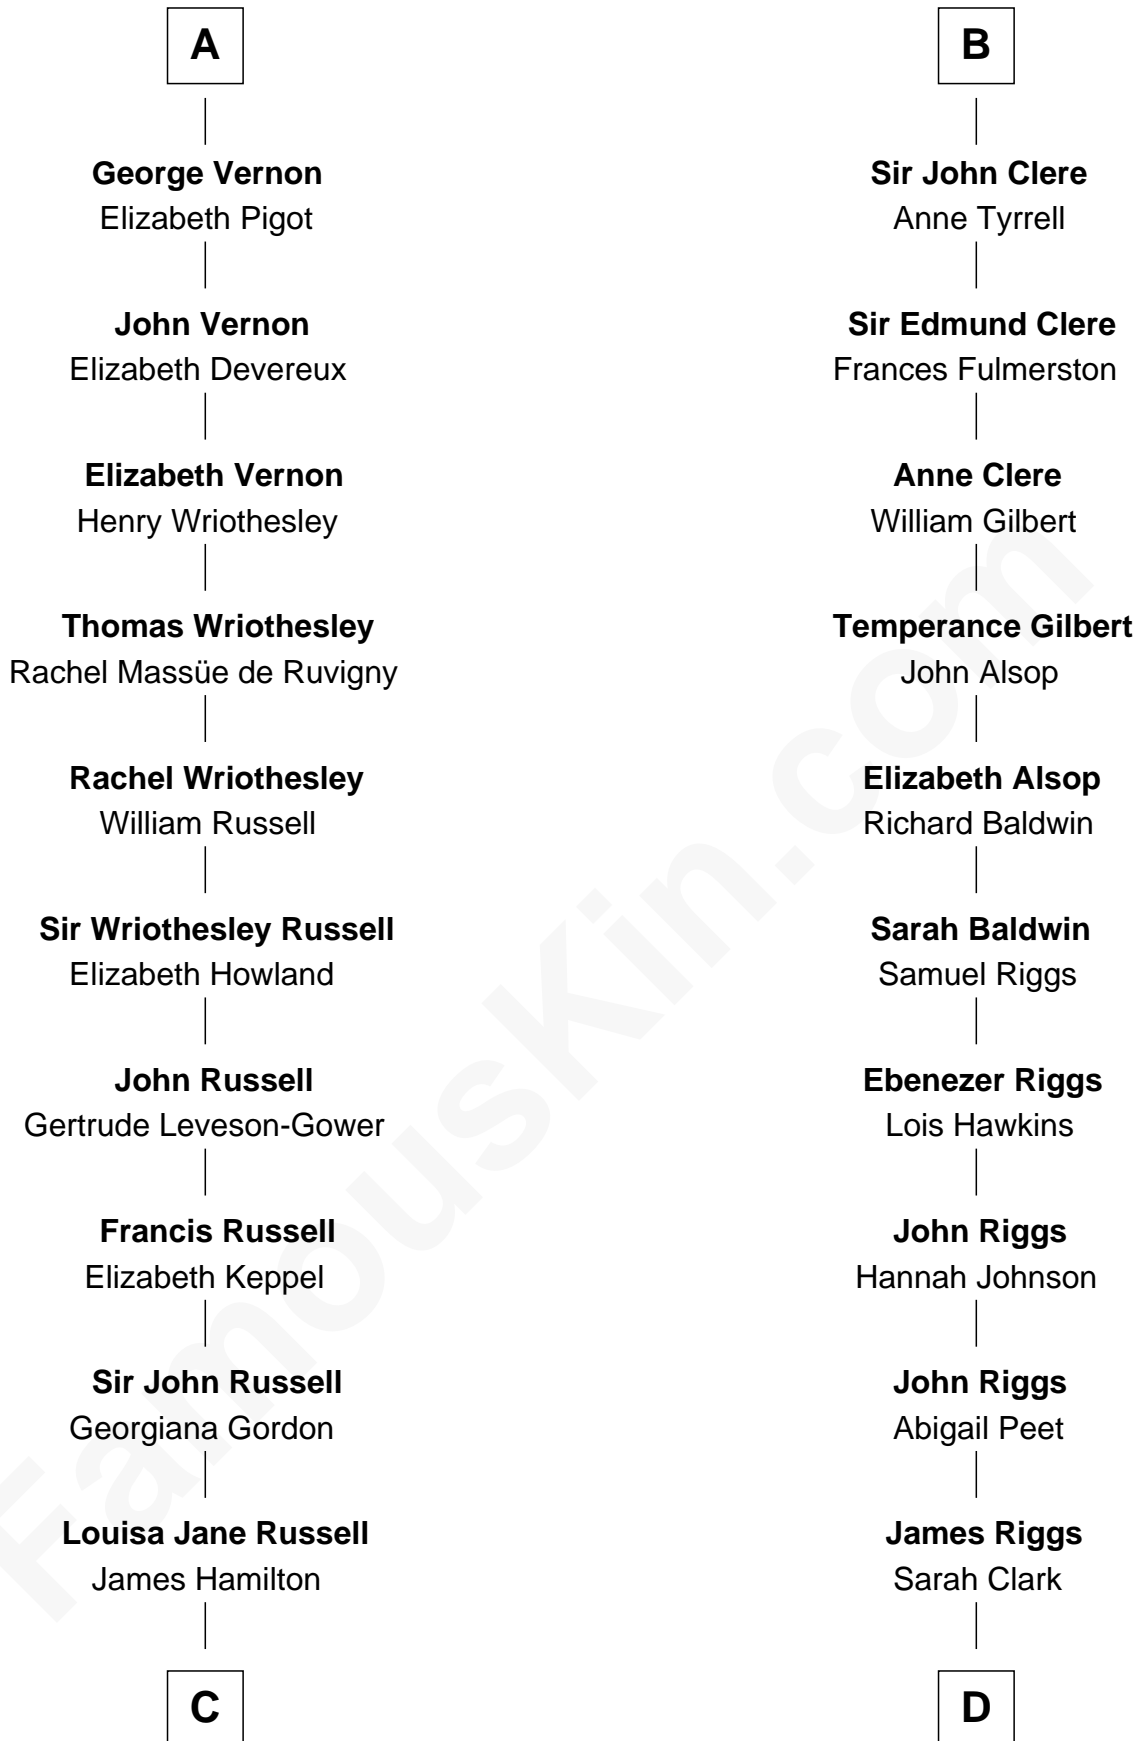 A
George Vernon
Elizabeth Pigot
John Vernon
Elizabeth Devereux
Elizabeth Vernon
Henry Wriothesley
Thomas Wriothesley
Rachel Massüe de Ruvigny
Rachel Wriothesley
William Russell
Sir Wriothesley Russell
Elizabeth Howland
John Russell
Gertrude Leveson-Gower
Francis Russell
Elizabeth Keppel
Sir John Russell
Georgiana Gordon
Louisa Jane Russell
James Hamilton
C
B
Sir John Clere
Anne Tyrrell
Sir Edmund Clere
Frances Fulmerston
Anne Clere
William Gilbert
Temperance Gilbert
John Alsop
Elizabeth Alsop
Richard Baldwin
Sarah Baldwin
Samuel Riggs
Ebenezer Riggs
Lois Hawkins
John Riggs
Hannah Johnson
John Riggs
Abigail Peet
James Riggs
Sarah Clark
D
FamousKin.com